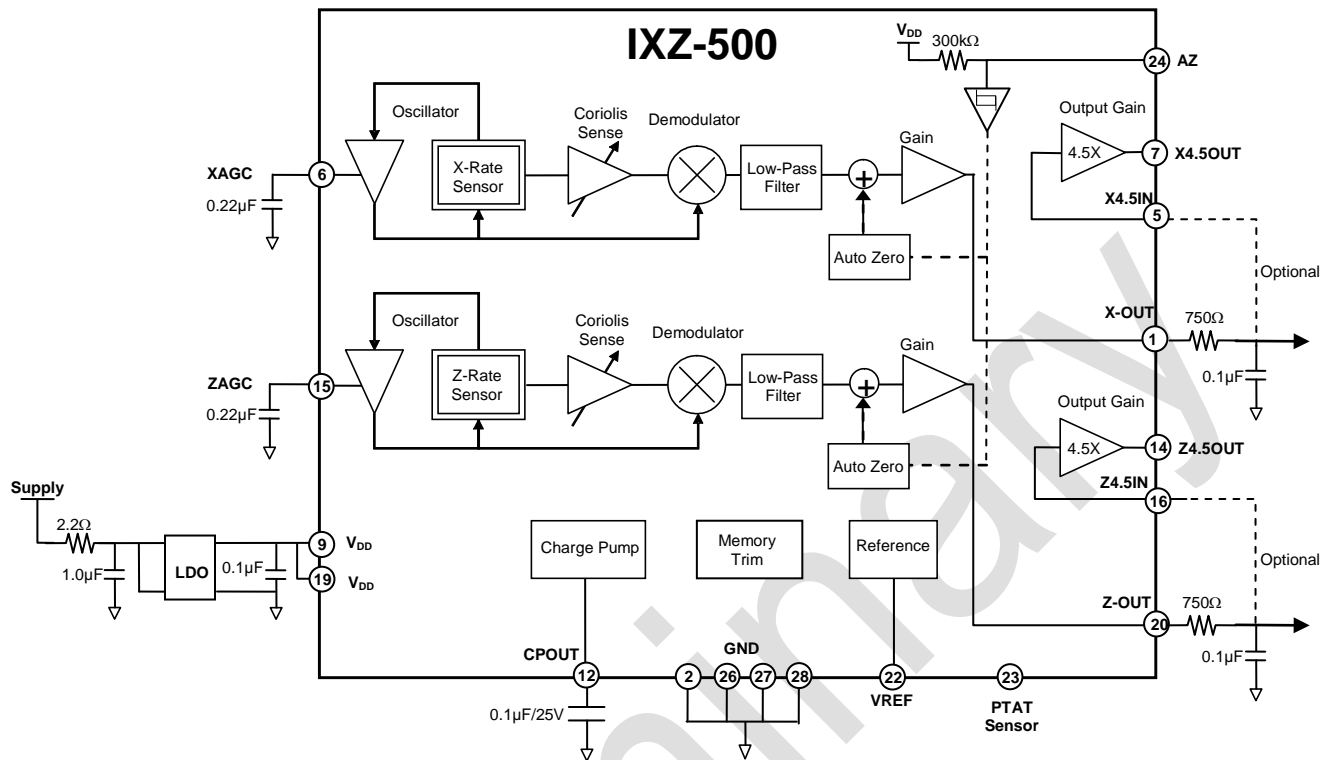 IXZ-500
VDD
300kΩ
24
AZ
Oscillator
Coriolis
Sense
Demodulator
Gain
Output Gain
4.5X
7
X4.5OUT
XAGC
6
X-Rate
Sensor
Low-Pass
Filter
+
X4.5IN
5
0.22µF
Auto Zero
Optional
Oscillator
Coriolis
Sense
Demodulator
Gain
X-OUT
1
750Ω
0.1µF
ZAGC
15
Z-Rate
Sensor
Low-Pass
Filter
+
0.22µF
Output Gain
4.5X
14
Z4.5OUT
Auto Zero
Z4.5IN
16
Supply
2.2Ω
1.0µF
LDO
0.1µF
9
VDD
19
VDD
Charge Pump
Memory
Trim
Reference
Optional
Z-OUT
20
750Ω
0.1µF
CPOUT
12
GND
2
26
27
28
22
VREF
23
PTAT
Sensor
0.1µF/25V